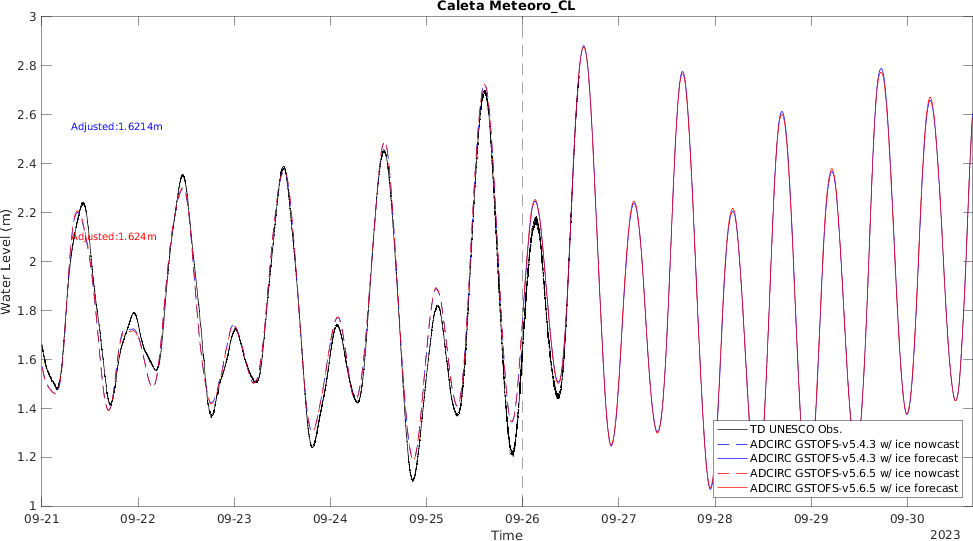 Caleta Meteoro_CL
3
2.8
2.6
2.4
2.2
2
1.8
1.6
1.4
1.2
1
Water Level (m)
Adjusted:1.6214m
Adjusted:1.624m
TD UNESCO Obs.
ADCIRC GSTOFS-v5.4.3 w/ ice nowcast
ADCIRC GSTOFS-v5.4.3 w/ ice forecast
ADCIRC GSTOFS-v5.6.5 w/ ice nowcast
ADCIRC GSTOFS-v5.6.5 w/ ice forecast
09-21 09-22 09-23 09-24 09-25 09-26 09-27 09-28 09-29 09-30
Time
2023